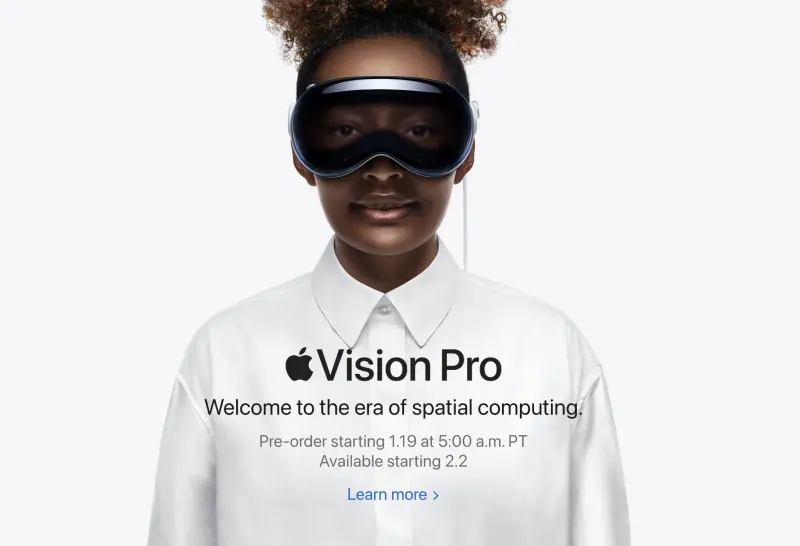 Vision Pro
Welcome to the era of spatial computing.
Pre-order starting 1.19 at 5:00 a.m. PT
Available starting 2.2
Learn more >